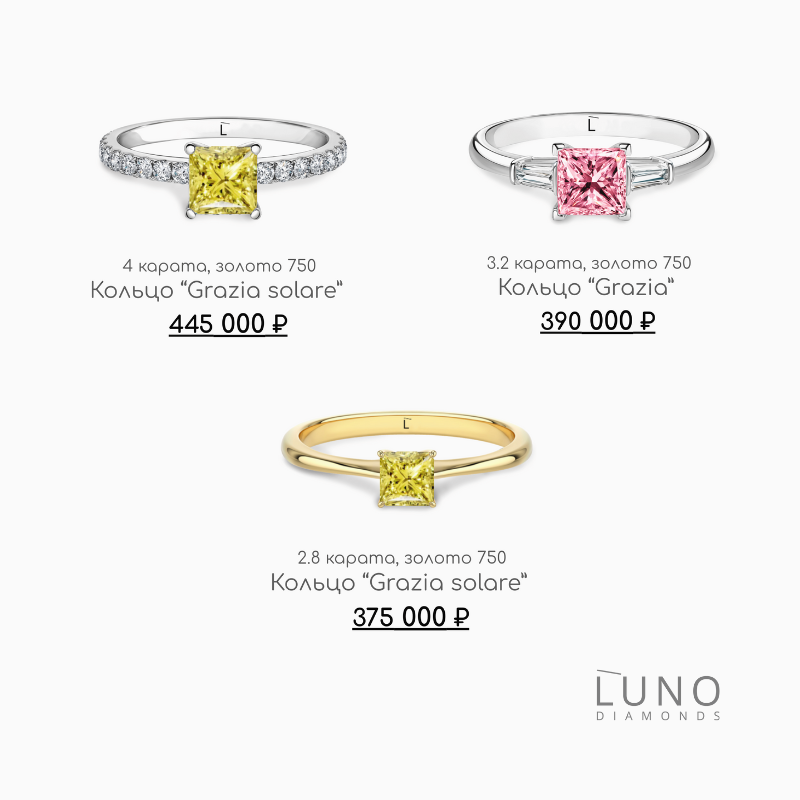 4 карата, золото 750
Кольцо “Grazia solare”
445 000 ₽
3.2 карата, золото 750
Кольцо “Grazia”
390 000 ₽
2.8 карата, золото 750
Кольцо “Grazia solare”
375 000 ₽
LUNO
DIAMONDS